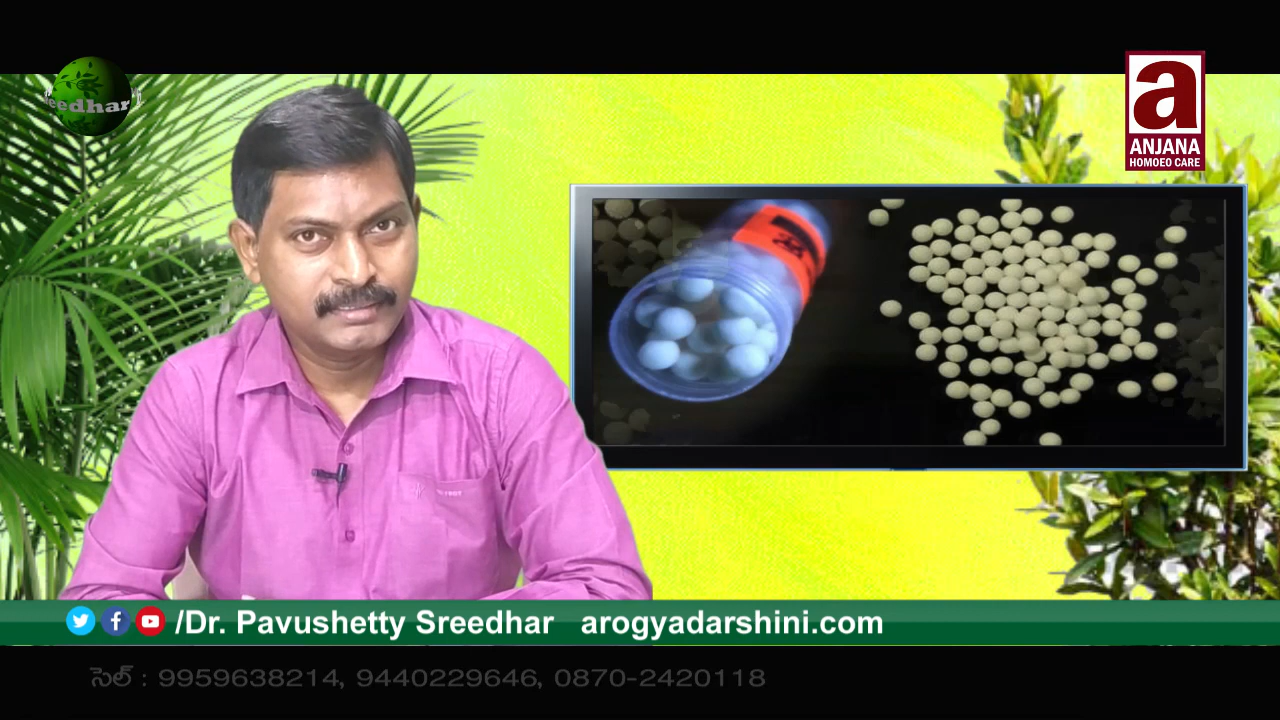 eedhar
a
ANJANA
HOMOEO CARE
/Dr. Pavushetty Sreedhar arogyadarshini.com
సెల్ : 9959638214, 9440229646, 0870-2420118